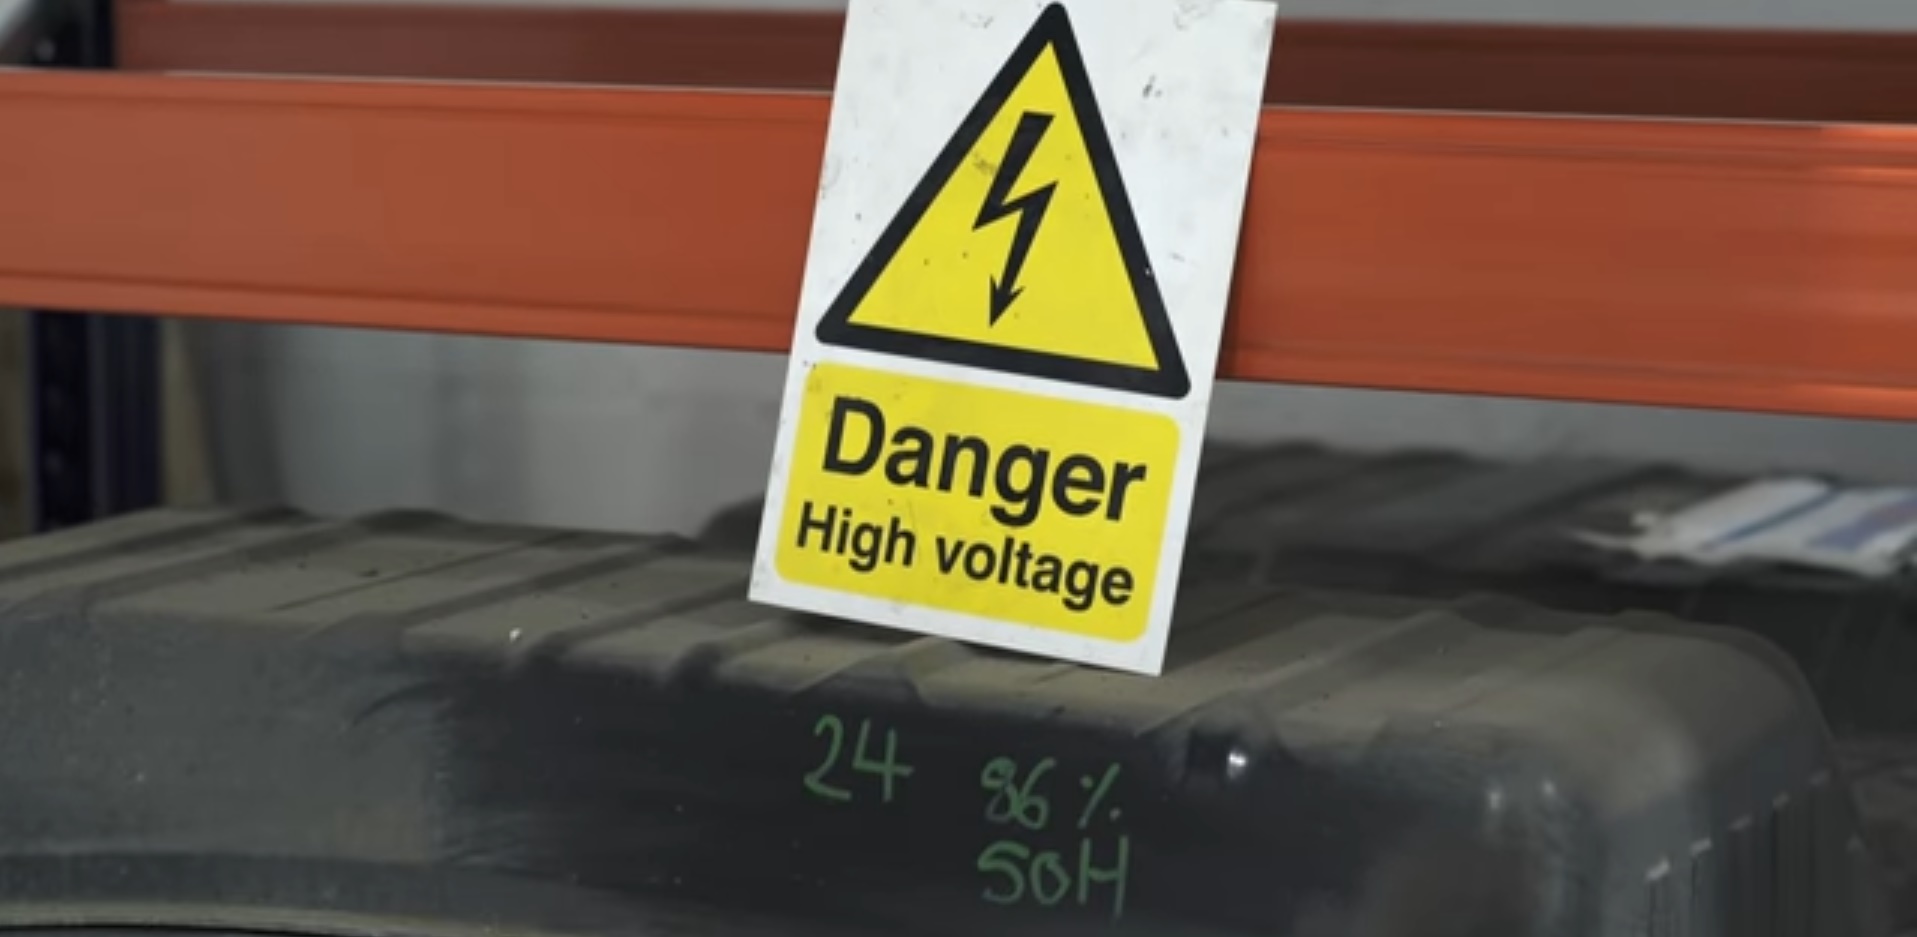 Danger
High voltage
24 86%
SOH